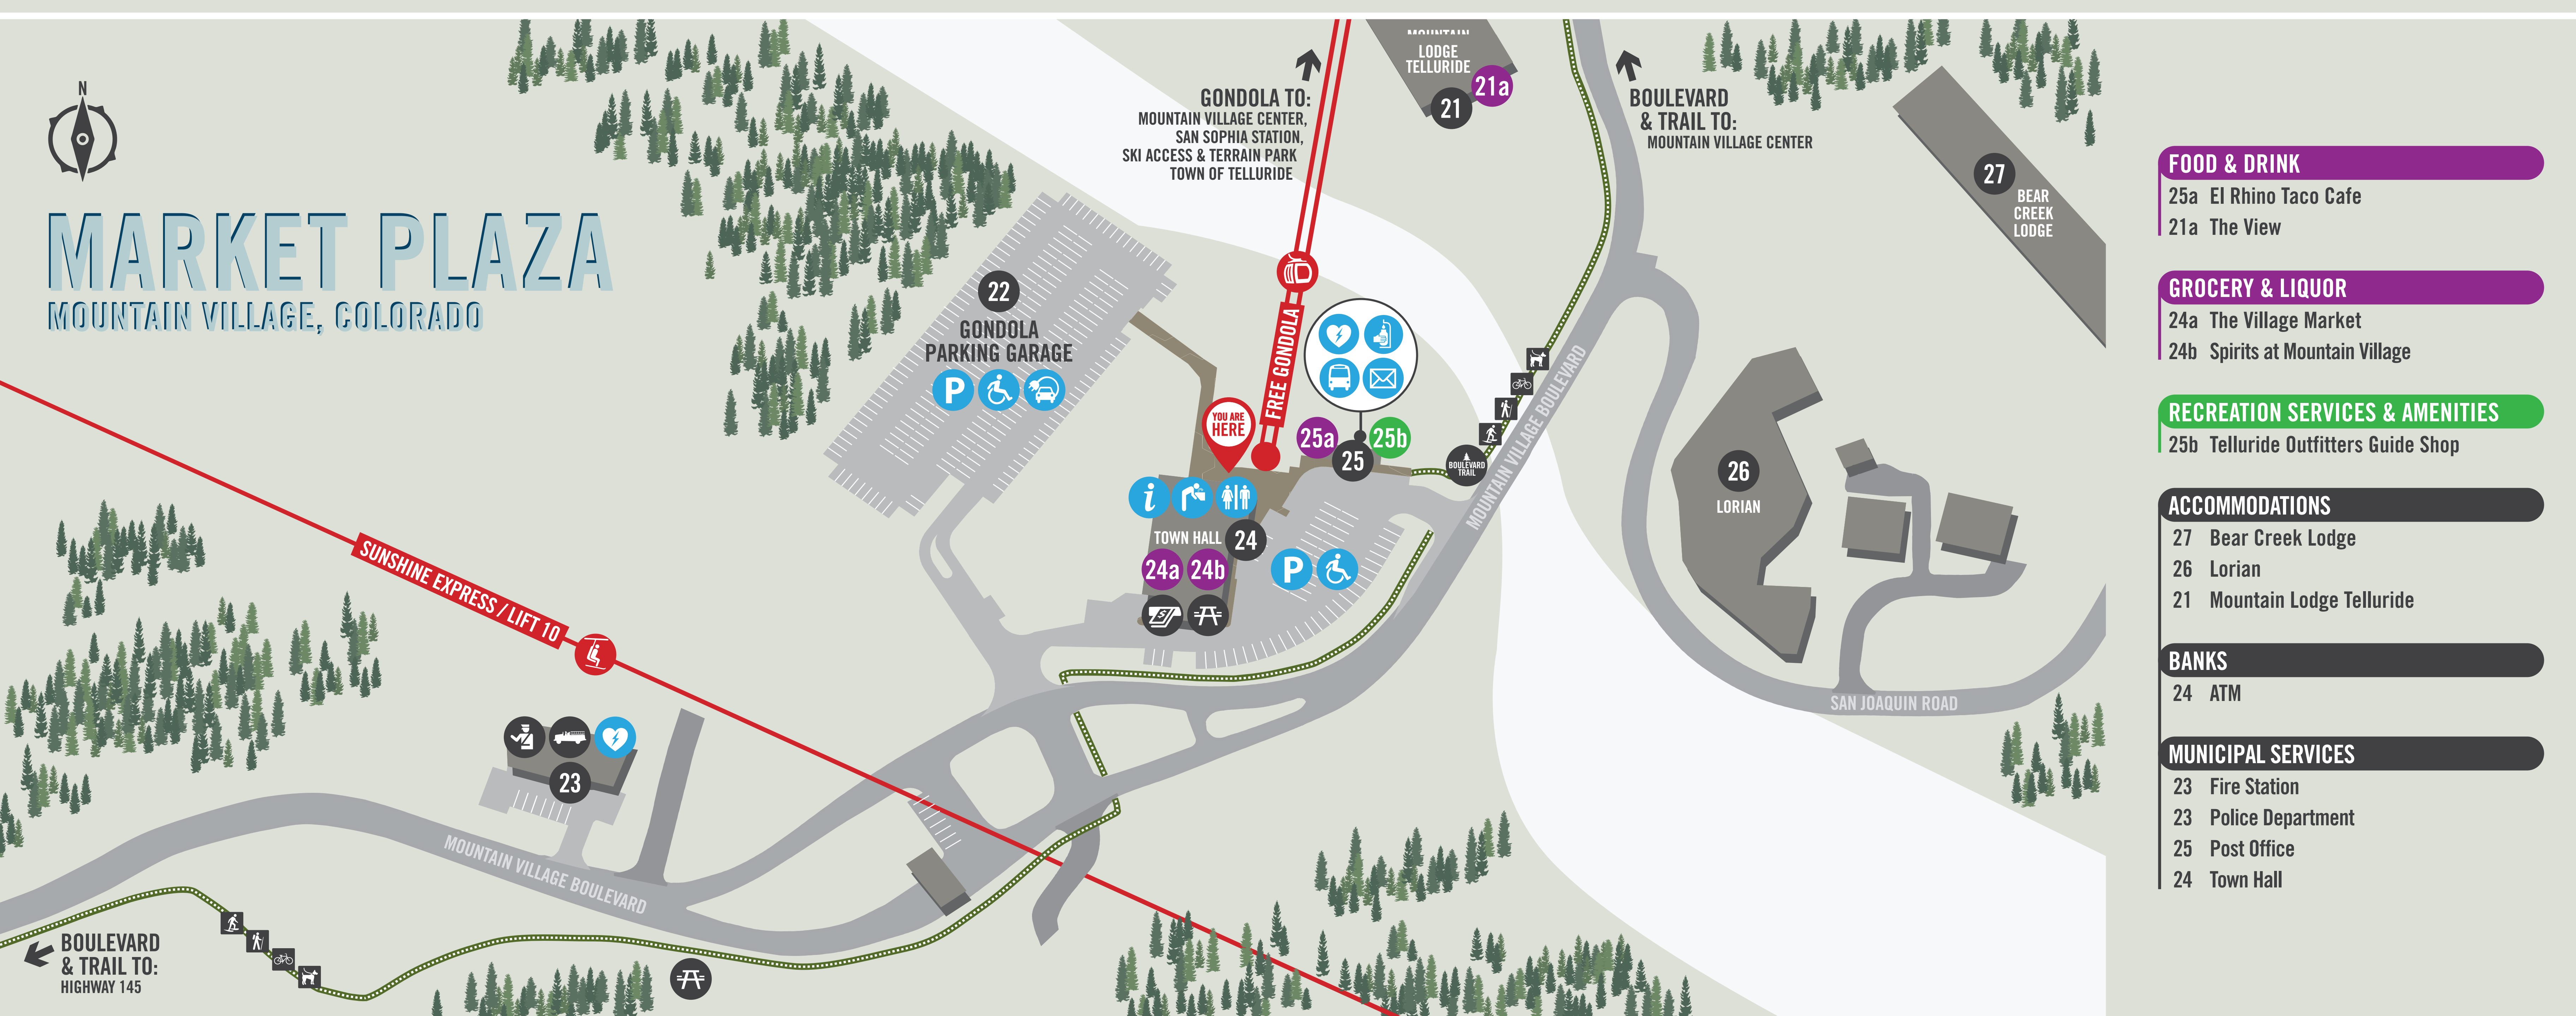 N
MARKET PLAZA
MOUNTAIN VILLAGE, COLORADO
GONDOLA TO:
MOUNTAIN VILLAGE CENTER,
SAN SOPHIA STATION,
SKI ACCESS & TERRAIN PARK
TOWN OF TELLURIDE
MOUNTAIN
LODGE
TELLURIDE
21a
21
BOULEVARD
& TRAIL TO:
MOUNTAIN VILLAGE CENTER
27
BEAR
CREEK
LODGE
22
GONDOLA
PARKING GARAGE
P
FREE GONDOLA
YOU ARE
HERE
25a
25b
25
BOULEVARD
TRAIL
MOUNTAIN VILLAGE BOULEVARD
26
LORIAN
i
TOWN HALL
24
24a
24b
P
SUNSHINE EXPRESS / LIFT 10
23
MOUNTAIN VILLAGE BOULEVARD
SAN JOAQUIN ROAD
BOULEVARD
& TRAIL TO:
HIGHWAY 145
FOOD & DRINK
25a El Rhino Taco Cafe
21a The View
GROCERY & LIQUOR
24a The Village Market
24b Spirits at Mountain Village
RECREATION SERVICES & AMENITIES
25b Telluride Outfitters Guide Shop
ACCOMMODATIONS
27 Bear Creek Lodge
26 Lorian
21 Mountain Lodge Telluride
BANKS
24 ATM
MUNICIPAL SERVICES
23 Fire Station
23 Police Department
25 Post Office
24 Town Hall